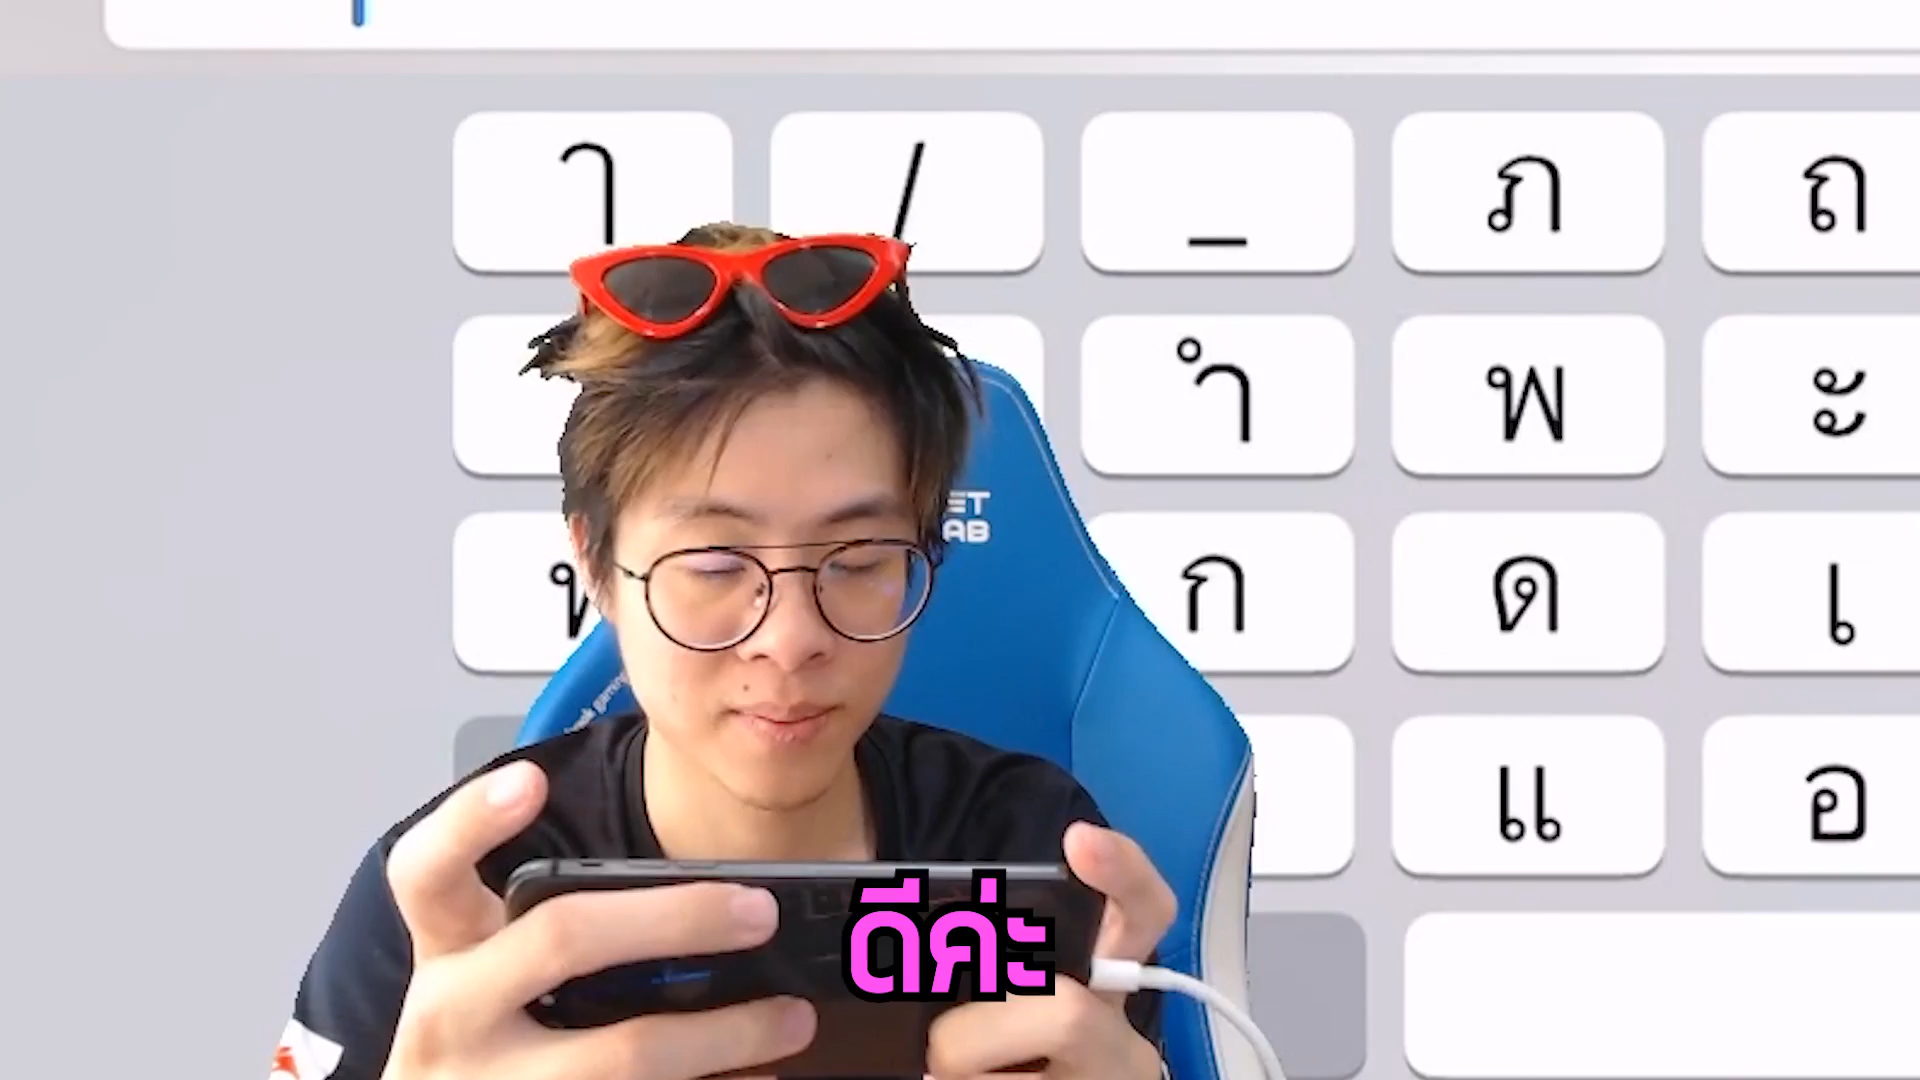 ๅ / _ ภ ถ
ำ พ ะ
ก ด เ
แ อ
ดีค่ะ